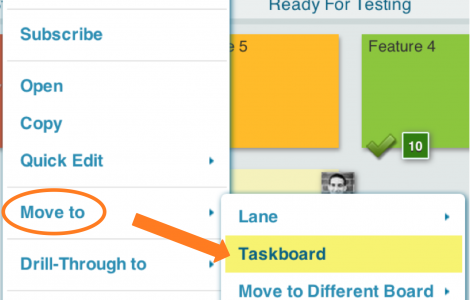 Ready For Testing
Subscribe
e 5
Feature 4
Open
Copy
Quick Edit
10
Move to
Lane
Taskboard
Drill-Through to
Move to Different Board